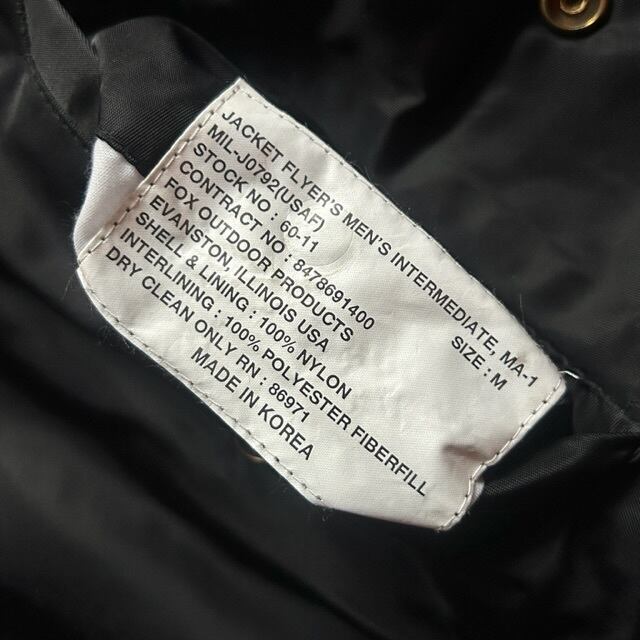 JACKET FLYER'S MEN'S INTERMEDIATE, MA-1
MIL-J0792(USAF) SIZE : M
STOCK NO : 60-11
CONTRACT NO : 8478691400
FOX OUTDOOR PRODUCTS
EVANSTON, ILLINOIS USA
SHELL & LINING : 100% NYLON
INTERLINING : 100% POLYESTER FIBERFILL
DRY CLEAN ONLY RN : 86971
MADE IN KOREA